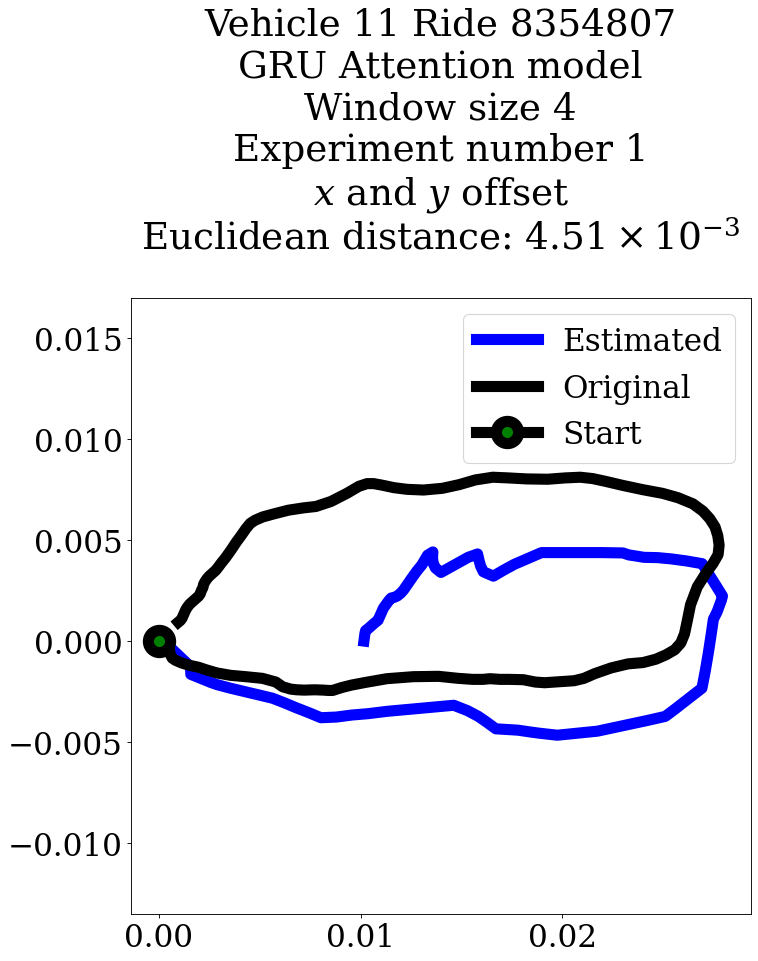 Vehicle 11 Ride 8354807
GRU Attention model
Window size 4
Experiment number 1
x and y offset
Euclidean distance: 4.51 × 10⁻³
Estimated
Original
Start
0.015
0.010
0.005
0.000
−0.005
−0.010
0.00 0.01 0.02